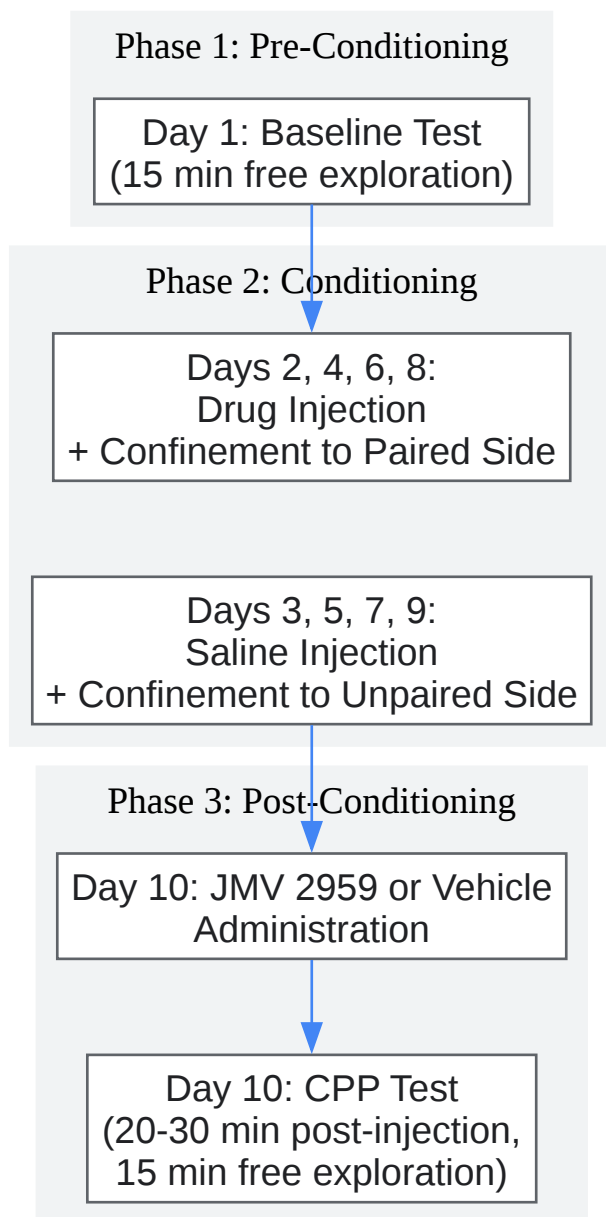 Phase 1: Pre-Conditioning
Day 1: Baseline Test
(15 min free exploration)
Phase 2: Conditioning
Days 2, 4, 6, 8:
Drug Injection
+ Confinement to Paired Side
Days 3, 5, 7, 9:
Saline Injection
+ Confinement to Unpaired Side
Phase 3: Post-Conditioning
Day 10: JMV 2959 or Vehicle
Administration
Day 10: CPP Test
(20-30 min post-injection,
15 min free exploration)